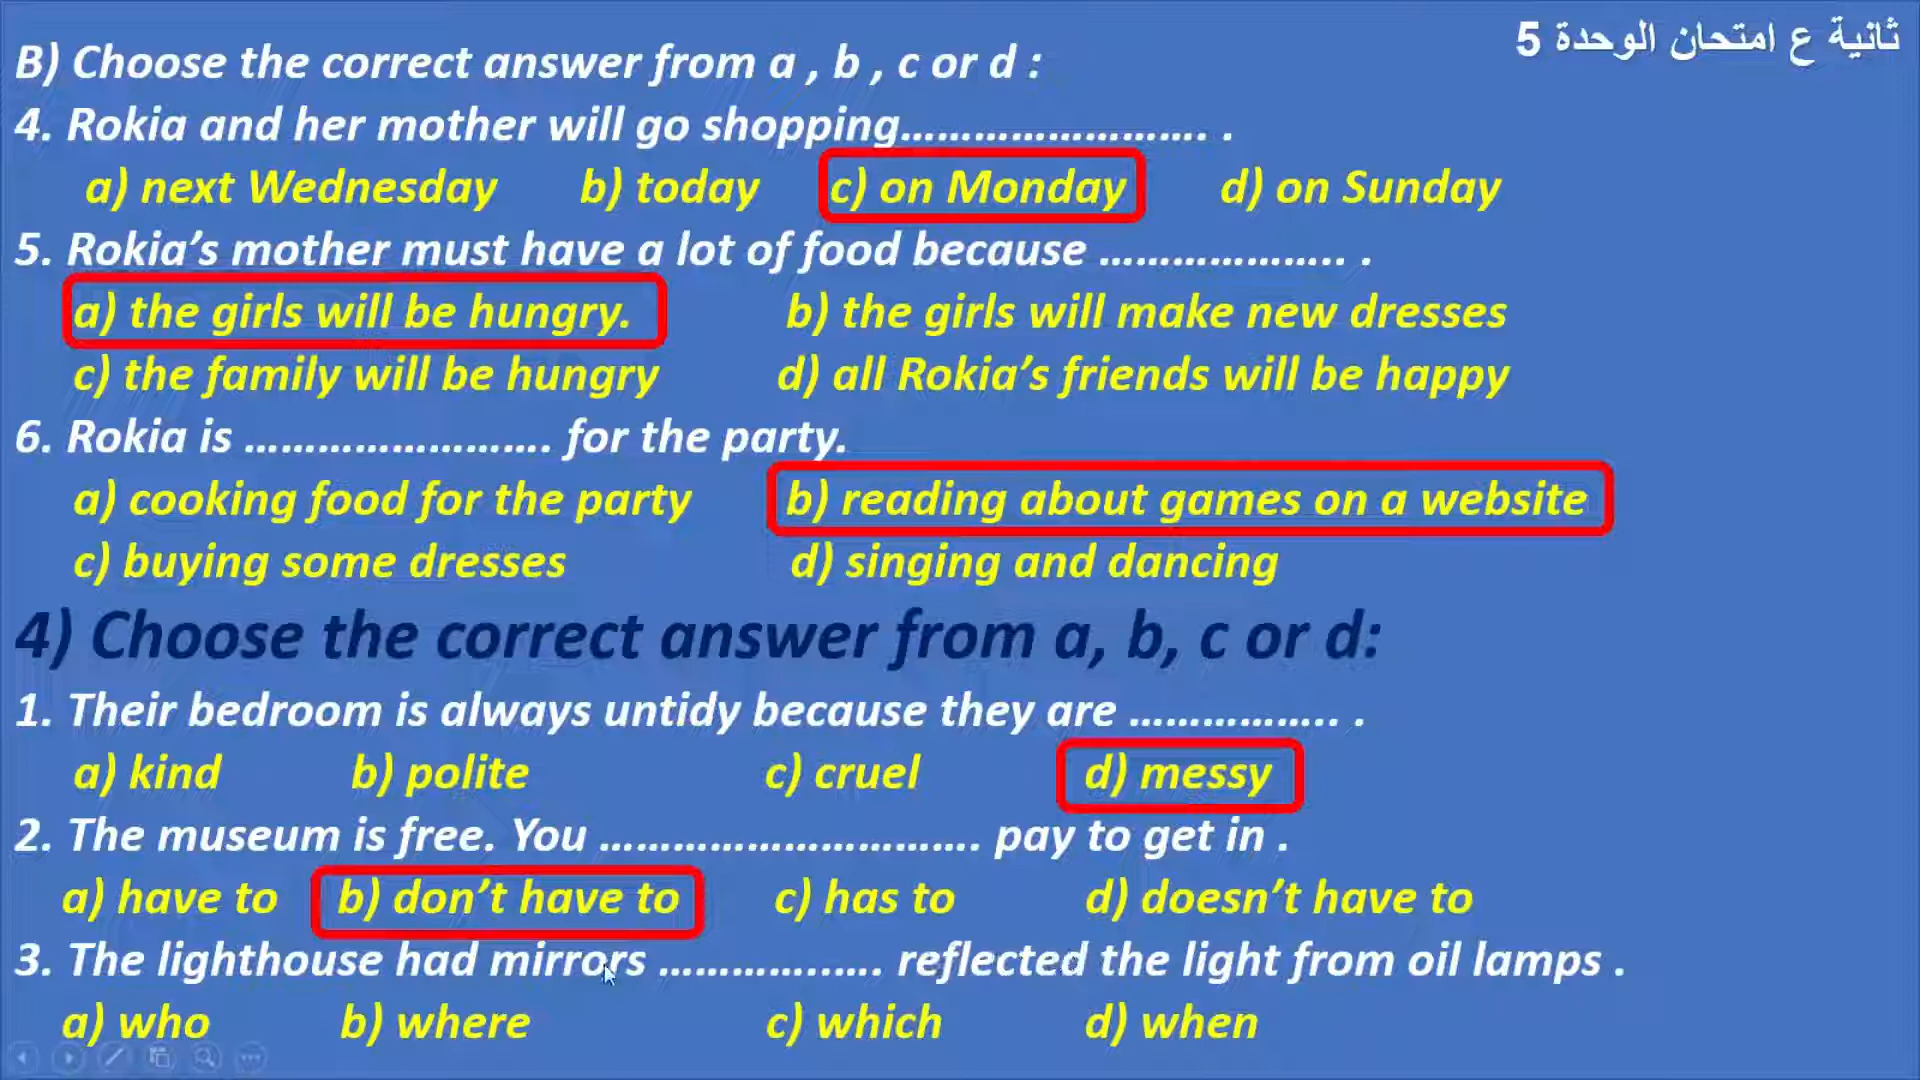 ثانية ع امتحان الوحدة 5
B) Choose the correct answer from a , b , c or d :
4. Rokia and her mother will go shopping……………………. .
a) next Wednesday b) today c) on Monday d) on Sunday
5. Rokia’s mother must have a lot of food because ……………….. .
a) the girls will be hungry. b) the girls will make new dresses
c) the family will be hungry d) all Rokia’s friends will be happy
6. Rokia is ……………………. for the party.
a) cooking food for the party b) reading about games on a website
c) buying some dresses d) singing and dancing
4) Choose the correct answer from a, b, c or d:
1. Their bedroom is always untidy because they are …………….. .
a) kind b) polite c) cruel d) messy
2. The museum is free. You …………………………. pay to get in .
a) have to b) don’t have to c) has to d) doesn’t have to
3. The lighthouse had mirrors …………..…. reflected the light from oil lamps .
a) who b) where c) which d) when